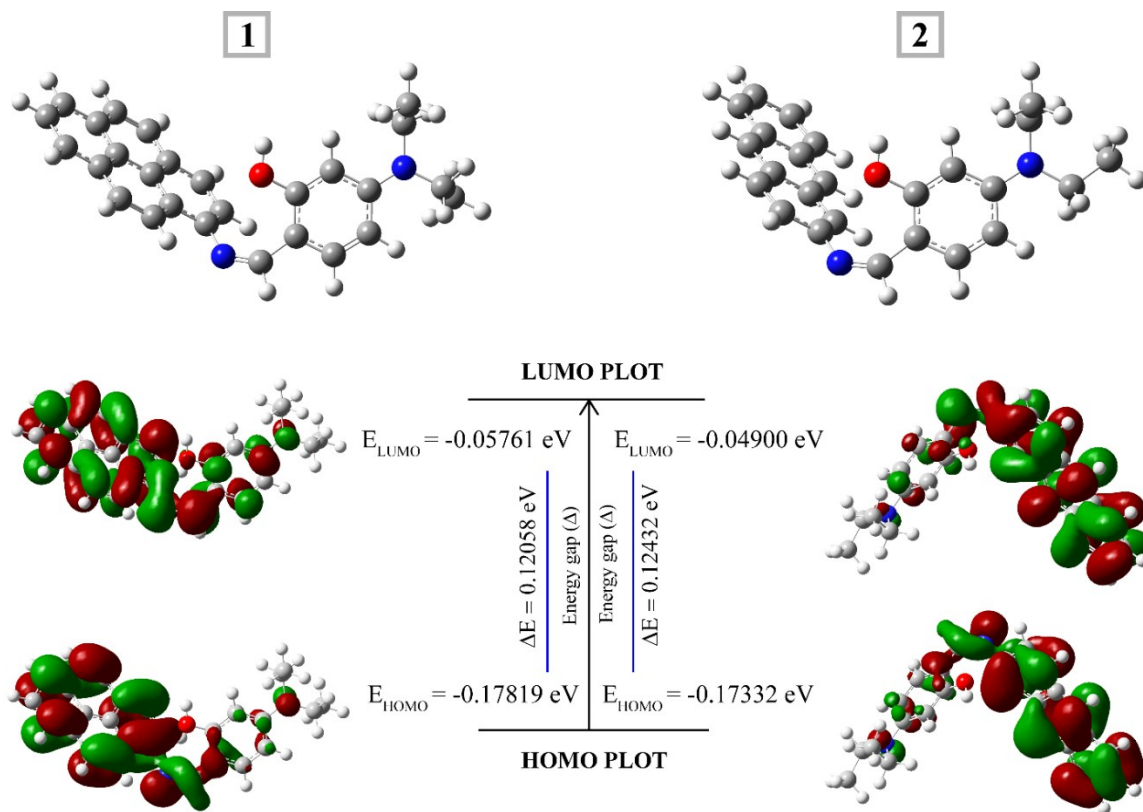 1
2
LUMO PLOT
E_LUMO = -0.05761 eV
E_LUMO = -0.04900 eV
ΔE = 0.12058 eV
Energy gap (Δ)
Energy gap (Δ)
ΔE = 0.12432 eV
E_HOMO = -0.17819 eV
E_HOMO = -0.17332 eV
HOMO PLOT